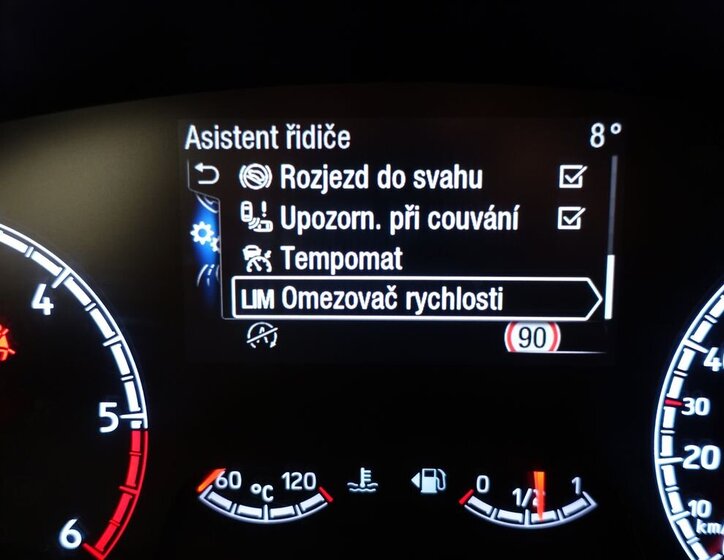 Asistent řidiče 8°
Rozjezd do svahu
Upozorn. při couvání
Tempomat
LIM Omezovač rychlosti
90
4
5
6
60 °C 120
0 1/2 1
40
30
20
10
km/